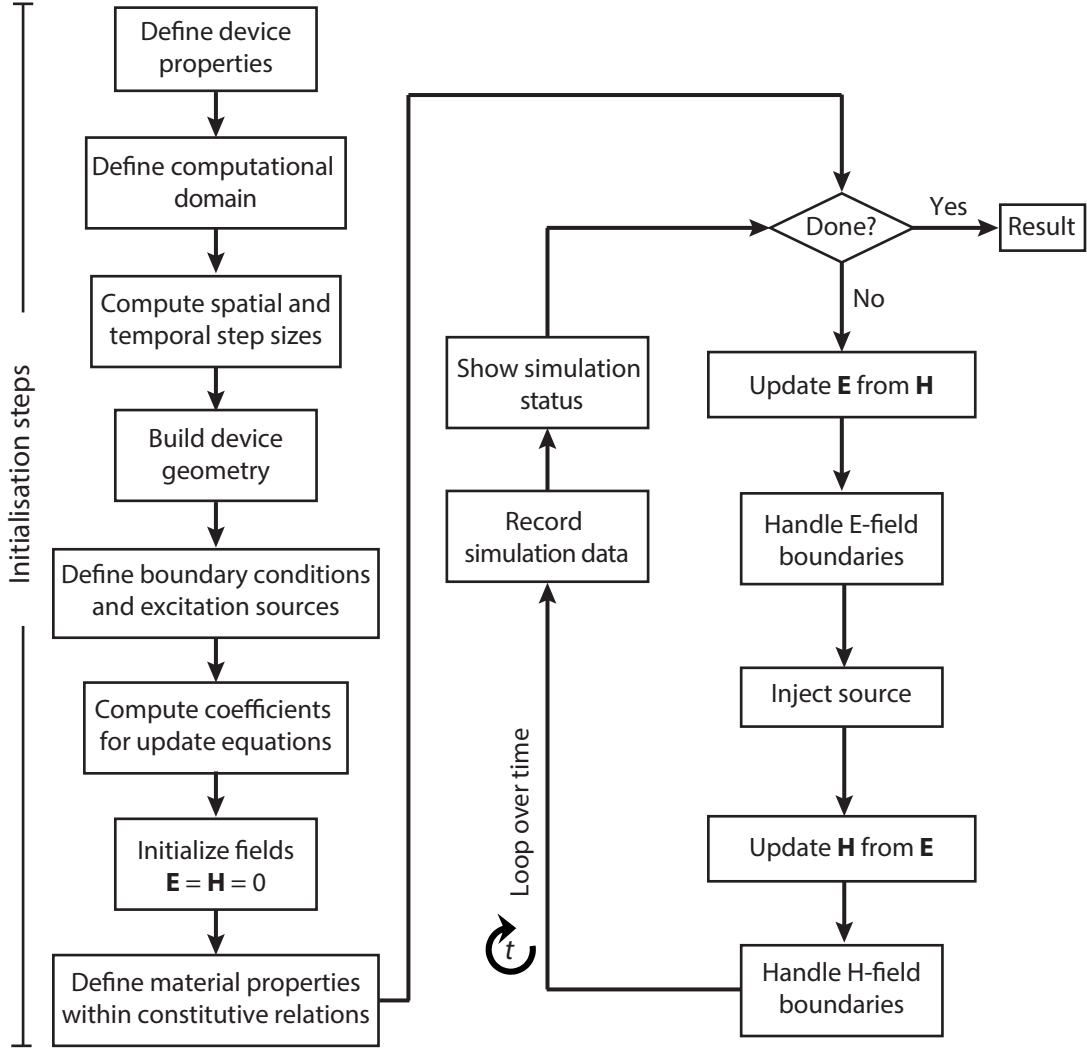 Initialisation steps
Define device
properties
Define computational
domain
Compute spatial and
temporal step sizes
Build device
geometry
Define boundary conditions
and excitation sources
Compute coefficients
for update equations
Initialize fields
E = H = 0
Define material properties
within constitutive relations
Done?
Yes
Result
No
Update E from H
Handle E-field
boundaries
Inject source
Update H from E
Handle H-field
boundaries
Loop over time
t
Record
simulation data
Show simulation
status